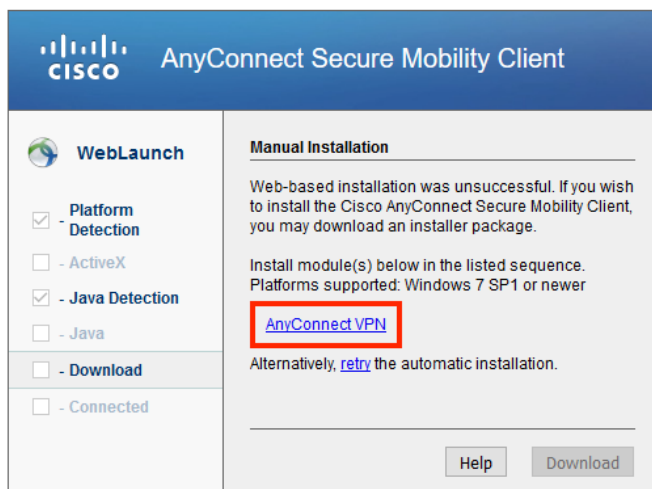 CISCO
AnyConnect Secure Mobility Client
WebLaunch
- Platform
Detection
- ActiveX
- Java Detection
- Java
- Download
- Connected
Manual Installation
Web-based installation was unsuccessful. If you wish
to install the Cisco AnyConnect Secure Mobility Client,
you may download an installer package.
Install module(s) below in the listed sequence.
Platforms supported: Windows 7 SP1 or newer
AnyConnect VPN
Alternatively, retry the automatic installation.
Help
Download